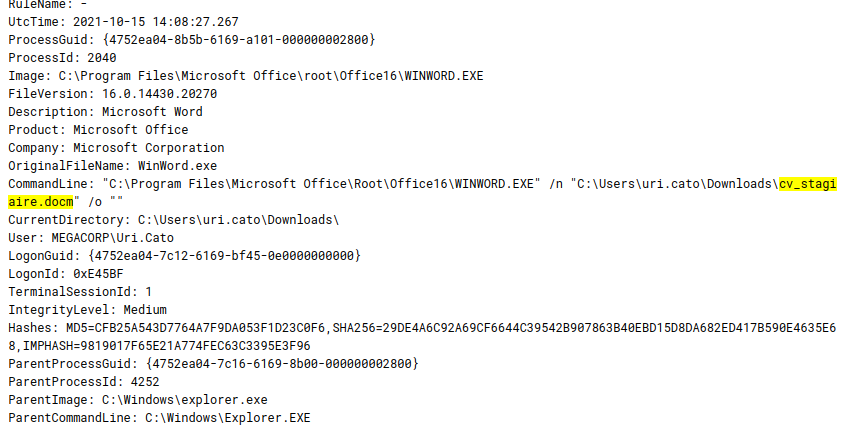 RuleName: -
UtcTime: 2021-10-15 14:08:27.267
ProcessGuid: {4752ea04-8b5b-6169-a101-000000002800}
ProcessId: 2040
Image: C:\Program Files\Microsoft Office\root\Office16\WINWORD.EXE
FileVersion: 16.0.14430.20270
Description: Microsoft Word
Product: Microsoft Office
Company: Microsoft Corporation
OriginalFileName: WinWord.exe
CommandLine: "C:\Program Files\Microsoft Office\Root\Office16\WINWORD.EXE" /n "C:\Users\uri.cato\Downloads\cv_stagi
aire.docm" /o ""
CurrentDirectory: C:\Users\uri.cato\Downloads\
User: MEGACORP\Uri.Cato
LogonGuid: {4752ea04-7c12-6169-bf45-0e0000000000}
LogonId: 0xE45BF
TerminalSessionId: 1
IntegrityLevel: Medium
Hashes: MD5=CFB25A543D7764A7F9DA053F1D23C0F6,SHA256=29DE4A6C92A69CF6644C39542B907863B40EBD15D8DA682ED417B590E4635E6
8,IMPHASH=9819017F65E21A774FEC63C3395E3F96
ParentProcessGuid: {4752ea04-7c16-6169-8b00-000000002800}
ParentProcessId: 4252
ParentImage: C:\Windows\explorer.exe
ParentCommandLine: C:\Windows\Explorer.EXE